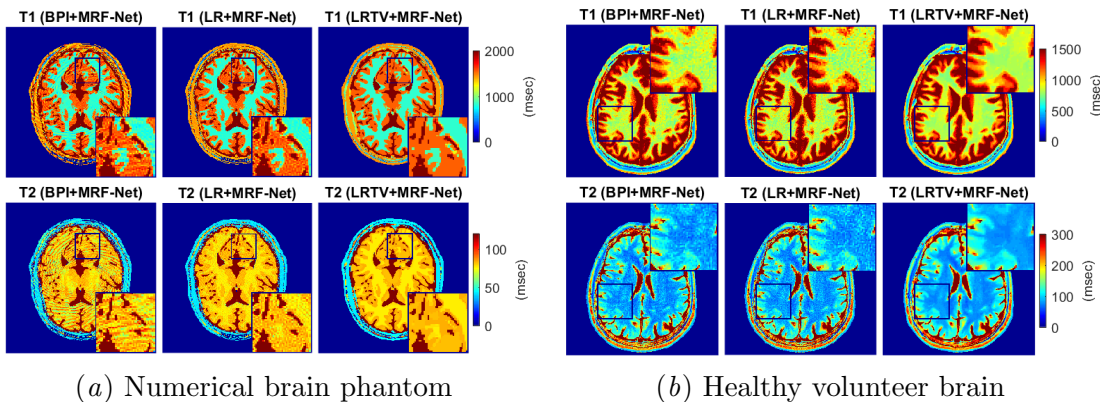 T1 (BPI+MRF-Net) T1 (LR+MRF-Net) T1 (LRTV+MRF-Net)
2000
1000
0
(msec)
T2 (BPI+MRF-Net) T2 (LR+MRF-Net) T2 (LRTV+MRF-Net)
100
50
0
(msec)
(a) Numerical brain phantom
T1 (BPI+MRF-Net) T1 (LR+MRF-Net) T1 (LRTV+MRF-Net)
1500
1000
500
0
(msec)
T2 (BPI+MRF-Net) T2 (LR+MRF-Net) T2 (LRTV+MRF-Net)
300
200
100
0
(msec)
(b) Healthy volunteer brain